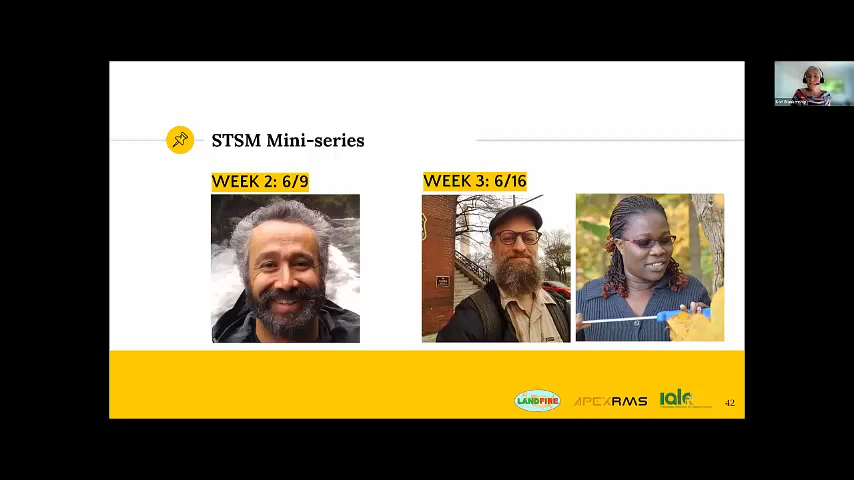 STSM Mini-series
WEEK 2: 6/9
WEEK 3: 6/16
LANDFIRE
APEXRMS
iale
42